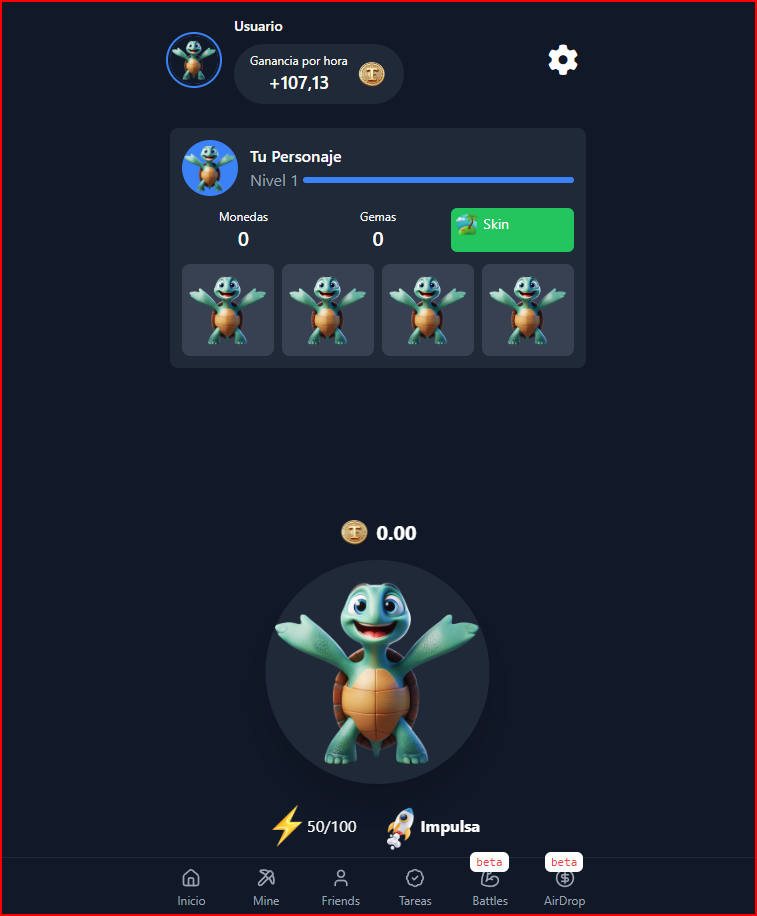 Usuario
Ganancia por hora
+107,13
Tu Personaje
Nivel 1
Monedas
0
Gemas
0
Skin
0.00
50/100
Impulsa
beta
beta
Inicio
Mine
Friends
Tareas
Battles
AirDrop